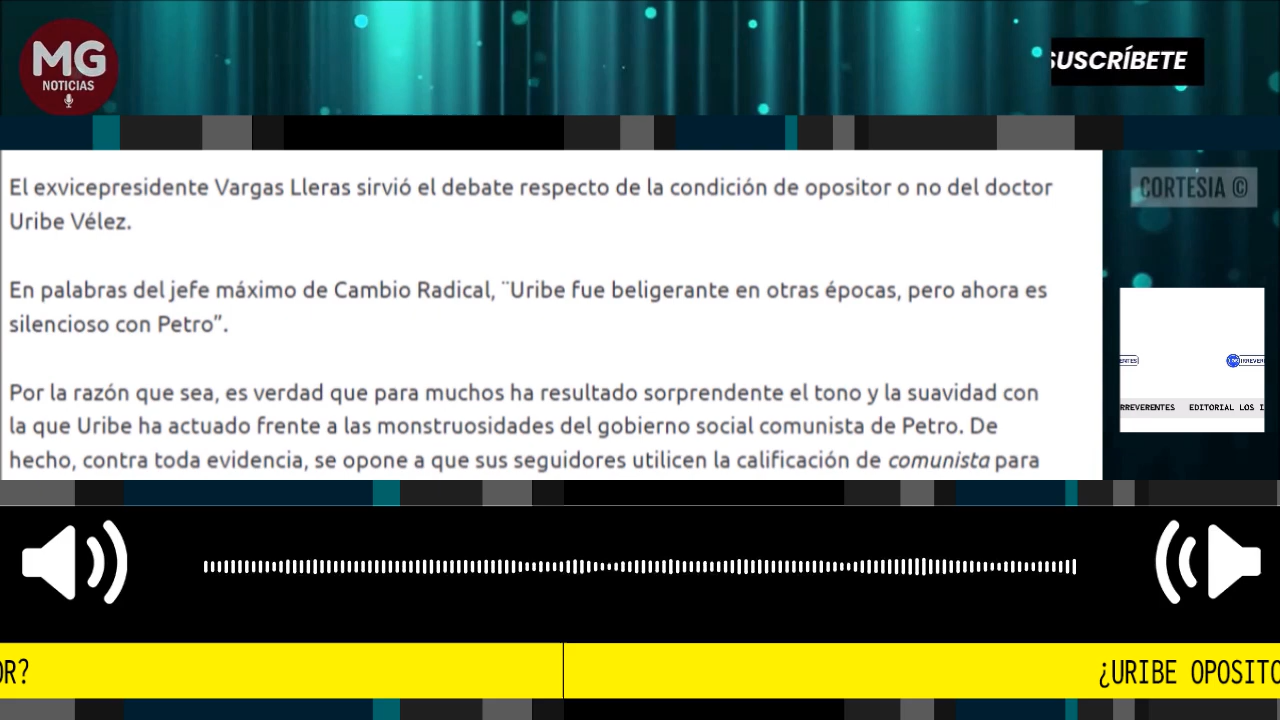 MG
NOTICIAS
SUSCRÍBETE
CORTESIA ©
El exvicepresidente Vargas Lleras sirvió el debate respecto de la condición de opositor o no del doctor
Uribe Vélez.
En palabras del jefe máximo de Cambio Radical, ¨Uribe fue beligerante en otras épocas, pero ahora es
silencioso con Petro”.
Por la razón que sea, es verdad que para muchos ha resultado sorprendente el tono y la suavidad con
la que Uribe ha actuado frente a las monstruosidades del gobierno social comunista de Petro. De
hecho, contra toda evidencia, se opone a que sus seguidores utilicen la calificación de comunista para
RREVERENTES EDITORIAL LOS I
OR? ¿URIBE OPOSITO